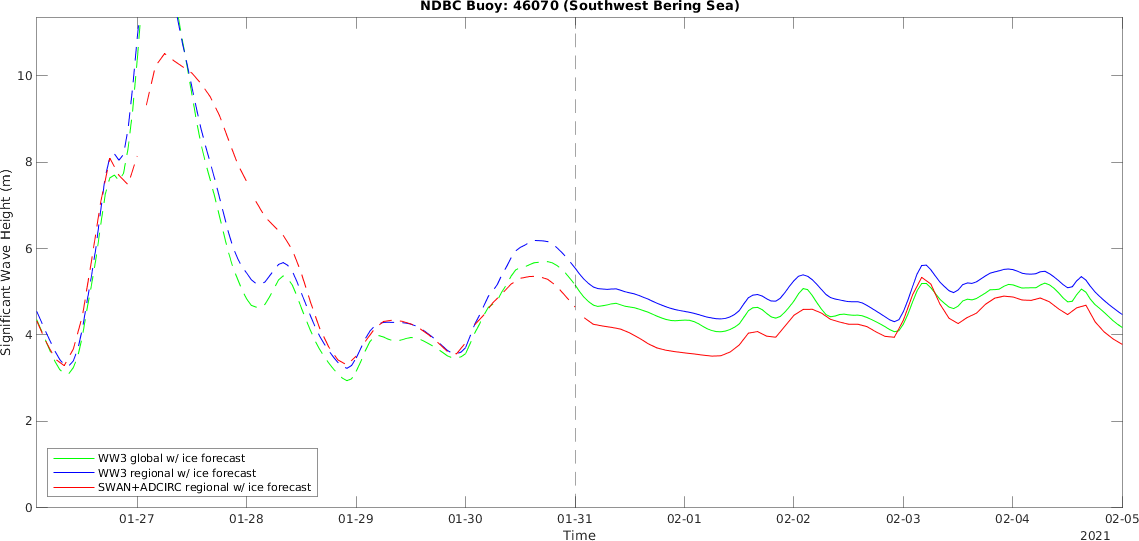 NDBC Buoy: 46070 (Southwest Bering Sea)
Significant Wave Height (m)
10
8
6
4
2
0
WW3 global w/ ice forecast
WW3 regional w/ ice forecast
SWAN+ADCIRC regional w/ ice forecast
01-27 01-28 01-29 01-30 01-31 02-01 02-02 02-03 02-04 02-05
Time
2021